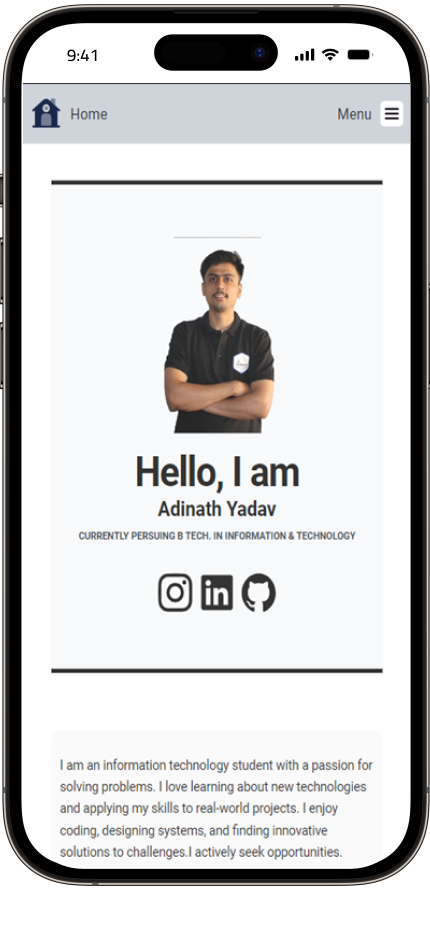 9:41
Home
Menu
Hello, I am
Adinath Yadav
CURRENTLY PERSUING B TECH. IN INFORMATION & TECHNOLOGY
in
I am an information technology student with a passion for
solving problems. I love learning about new technologies
and applying my skills to real-world projects. I enjoy
coding, designing systems, and finding innovative
solutions to challenges.I actively seek opportunities.